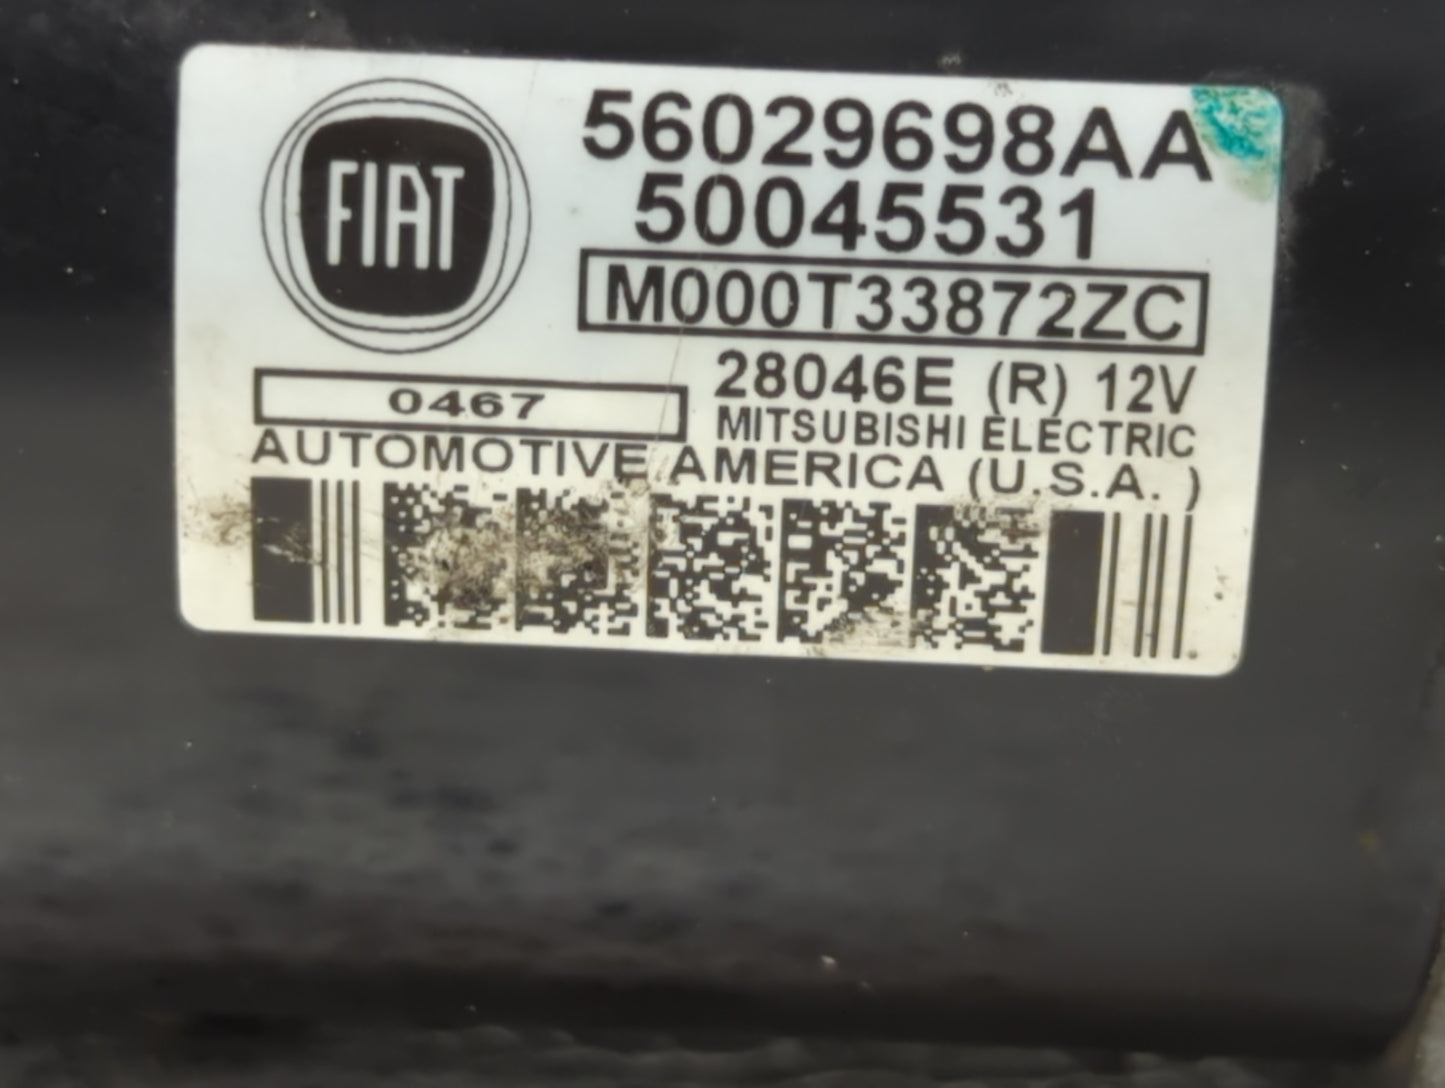 FIAT
56029698AA
50045531
M000T33872ZC
28046E (R) 12V
0467
MITSUBISHI ELECTRIC
AUTOMOTIVE AMERICA (U.S.A. )